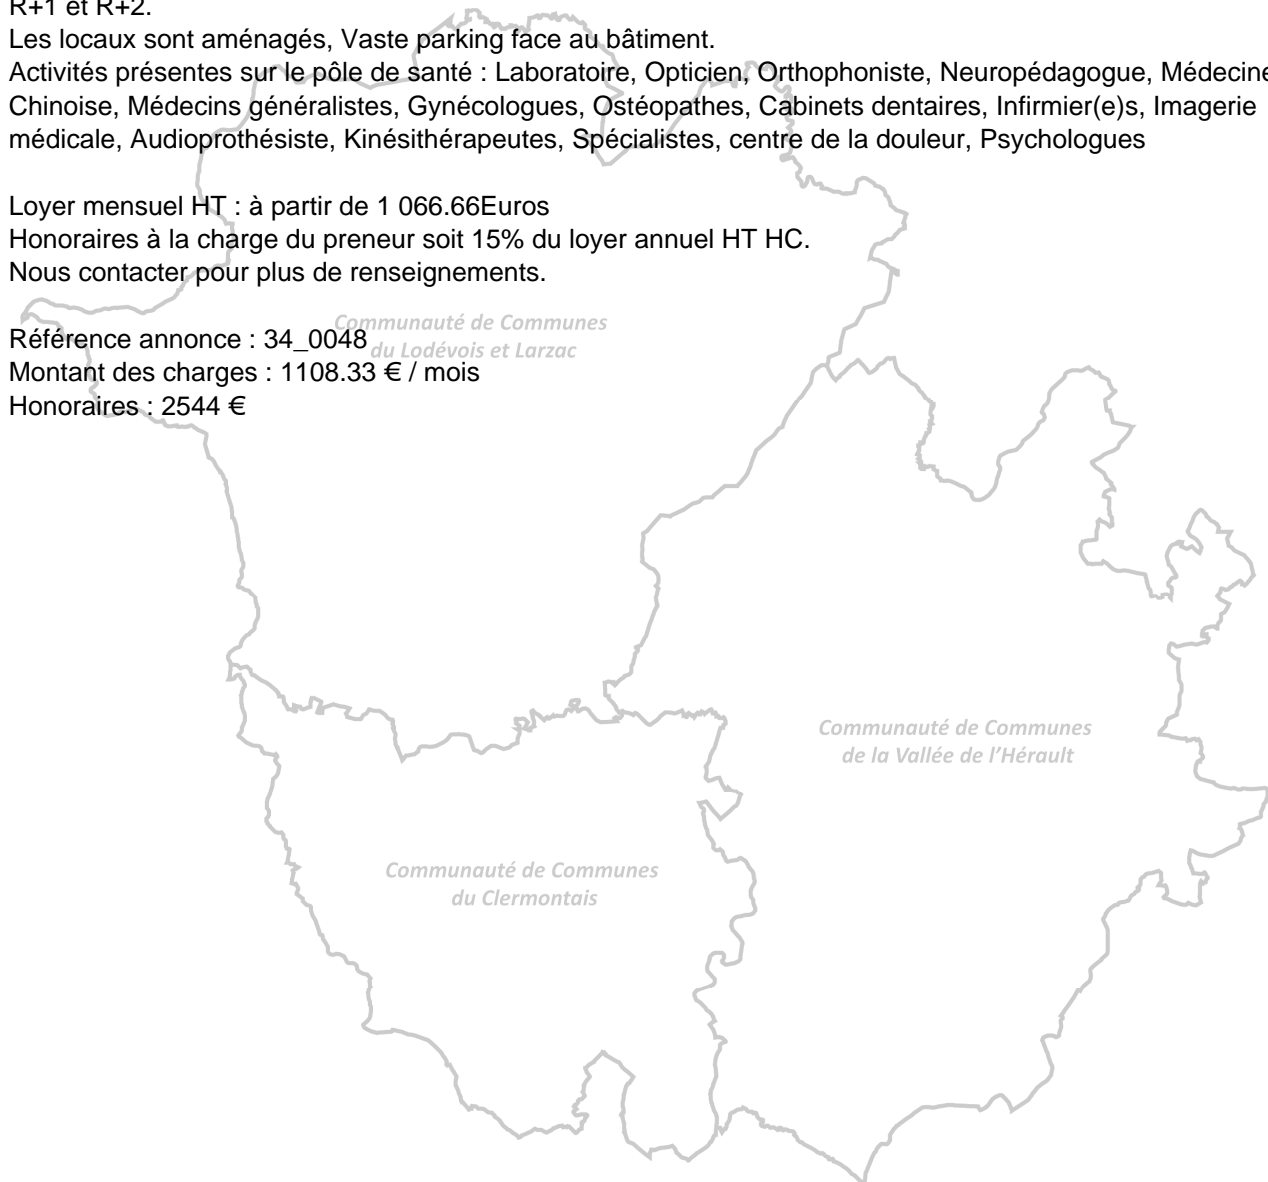 R+1 et R+2.
Les locaux sont aménagés, Vaste parking face au bâtiment.
Activités présentes sur le pôle de santé : Laboratoire, Opticien, Orthophoniste, Neuropédagogue, Médecine
Chinoise, Médecins généralistes, Gynécologues, Ostéopathes, Cabinets dentaires, Infirmier(e)s, Imagerie
médicale, Audioprothésiste, Kinésithérapeutes, Spécialistes, centre de la douleur, Psychologues
Loyer mensuel HT : à partir de 1 066.66Euros
Honoraires à la charge du preneur soit 15% du loyer annuel HT HC.
Nous contacter pour plus de renseignements.
Communauté de Communes
du Lodévois et Larzac
Référence annonce : 34_0048
Montant des charges : 1108.33 € / mois
Honoraires : 2544 €
Communauté de Communes
de la Vallée de l'Hérault
Communauté de Communes
du Clermontais